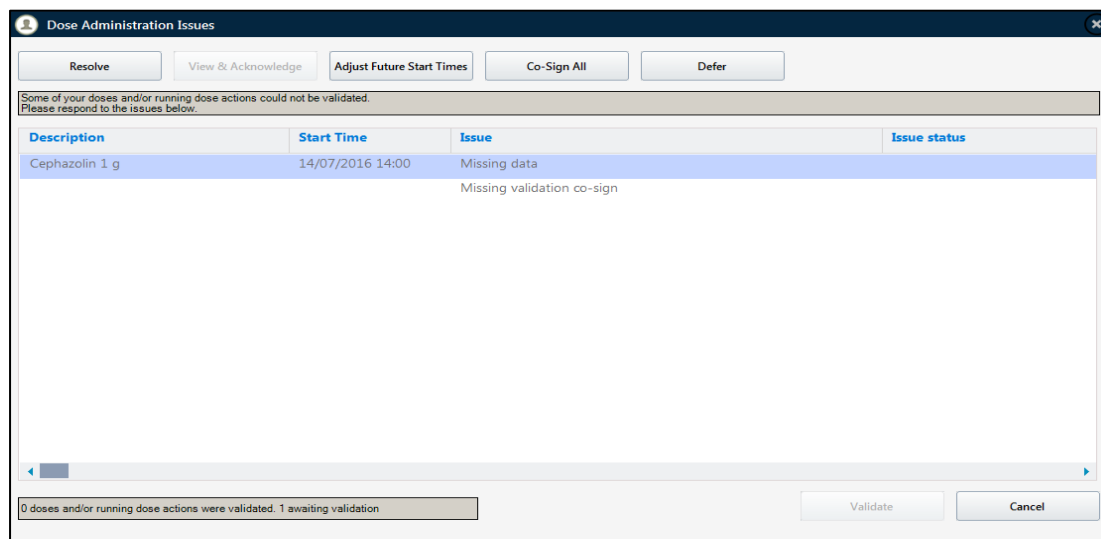 Dose Administration Issues
Resolve View & Acknowledge Adjust Future Start Times Co-Sign All Defer
Some of your doses and/or running dose actions could not be validated.
Please respond to the issues below.
Description Start Time Issue Issue status
Cephazolin 1 g 14/07/2016 14:00 Missing data
Missing validation co-sign
0 doses and/or running dose actions were validated. 1 awaiting validation
Validate Cancel